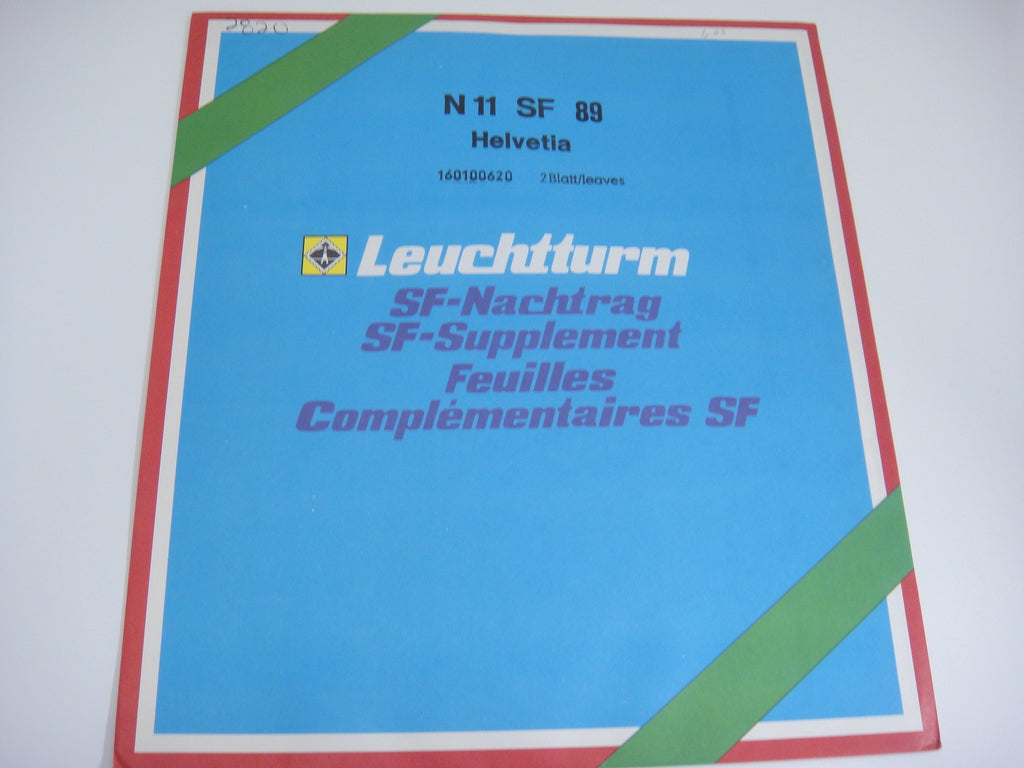 2820
N 11 SF 89
Helvetia
160100620 2 Blatt/leaves
Leuchtturm
SF-Nachtrag
SF-Supplement
Feuilles
Complémentaires SF